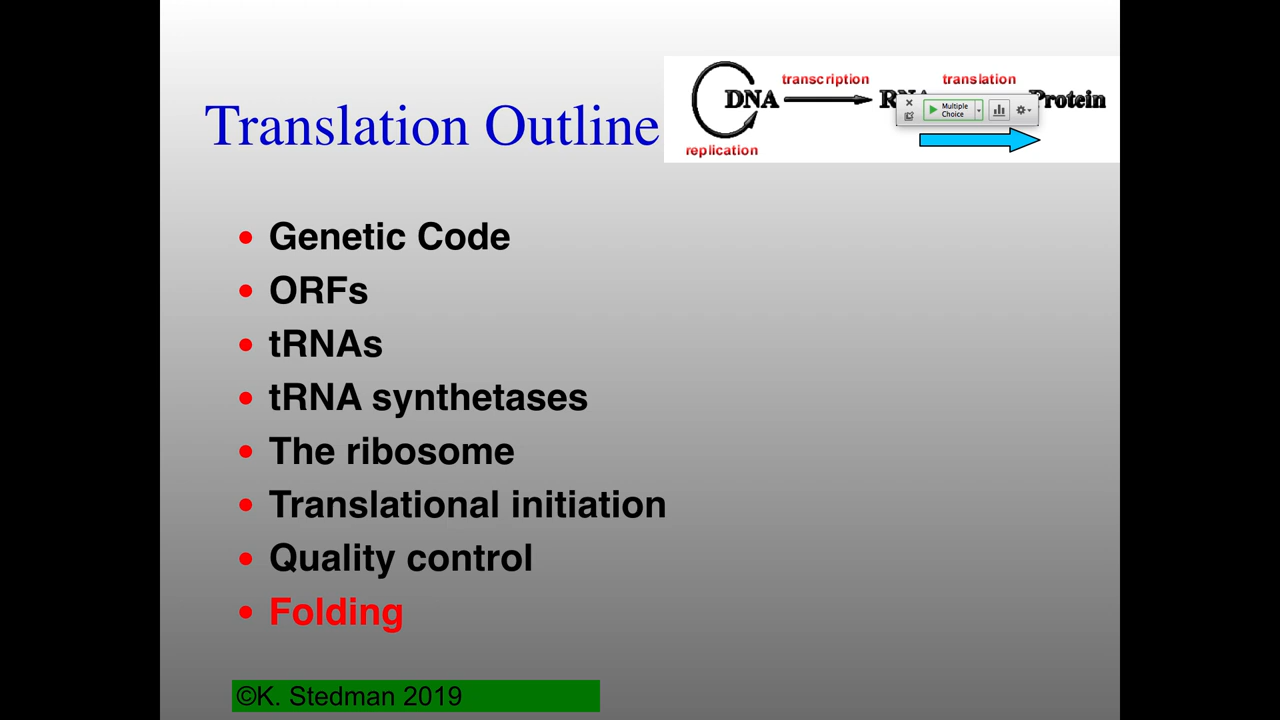 transcription translation
DNA Protein
Multiple
Choice
replication
Translation Outline
Genetic Code
ORFs
tRNAs
tRNA synthetases
The ribosome
Translational initiation
Quality control
Folding
©K. Stedman 2019